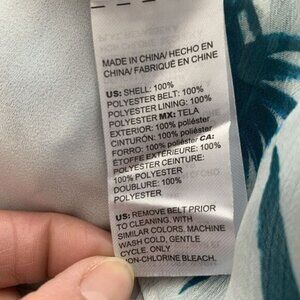 MADE IN CHINA/ HECHO EN
CHINA/ FABRIQUÉ EN CHINE
US: SHELL: 100%
POLYESTER BELT: 100%
POLYESTER LINING: 100%
POLYESTER MX: TELA
EXTERIOR: 100% poliéster
CINTURÓN: 100% poliéster
FORRO: 100% poliéster CA:
ÉTOFFE EXTÉRIEURE: 100%
POLYESTER CEINTURE:
100% POLYESTER
DOUBLURE: 100%
POLYESTER
US: REMOVE BELT PRIOR
TO CLEANING. WITH
SIMILAR COLORS. MACHINE
WASH COLD, GENTLE
CYCLE. ONLY
NON-CHLORINE BLEACH.